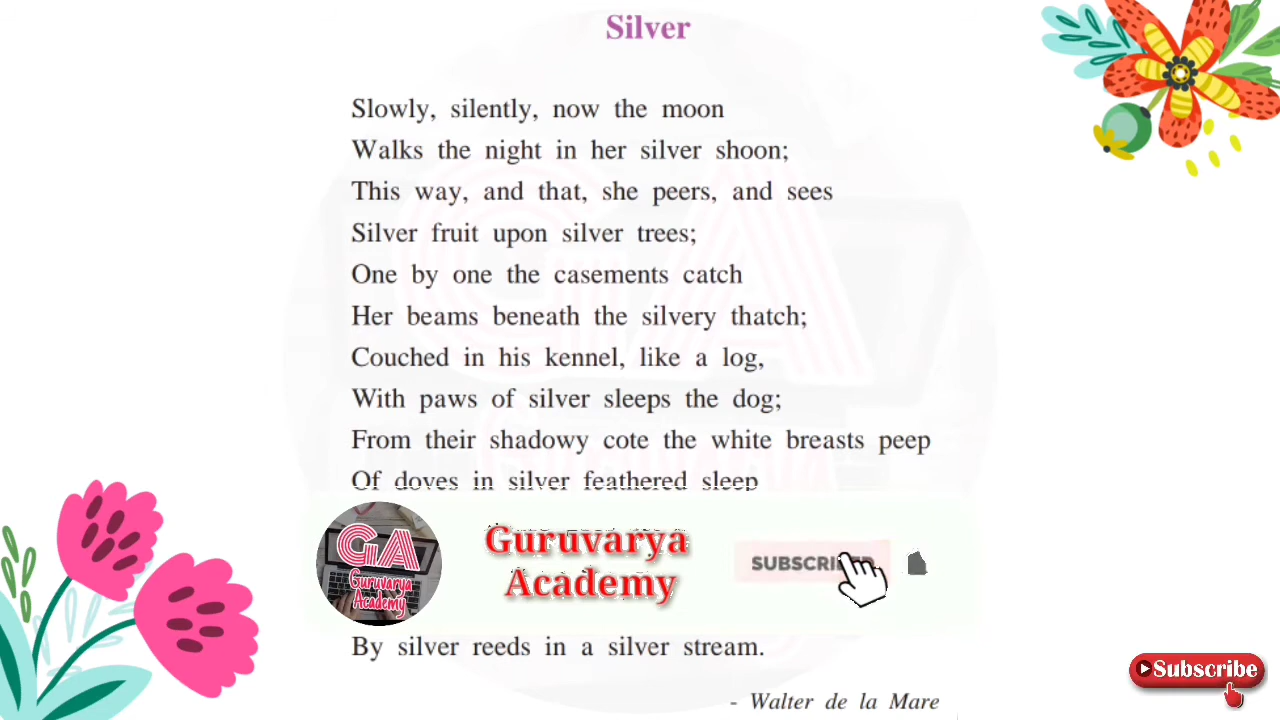 Silver
Slowly, silently, now the moon
Walks the night in her silver shoon;
This way, and that, she peers, and sees
Silver fruit upon silver trees;
One by one the casements catch
Her beams beneath the silvery thatch;
Couched in his kennel, like a log,
With paws of silver sleeps the dog;
From their shadowy cote the white breasts peep
Of doves in silver feathered sleep
GA
Guruvarya
Academy
Guruvarya
Academy
By silver reeds in a silver stream.
Subscribe
- Walter de la Mare